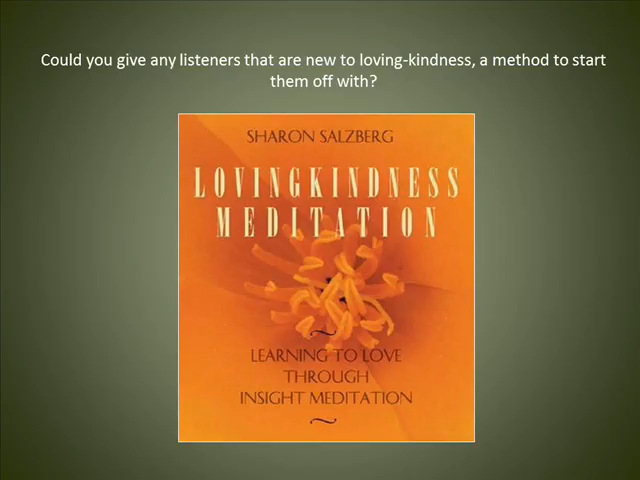 Could you give any listeners that are new to loving-kindness, a method to start
them off with?
SHARON SALZBERG
LOVINGKINDNESS
MEDITATION
LEARNING TO LOVE
THROUGH
INSIGHT MEDITATION